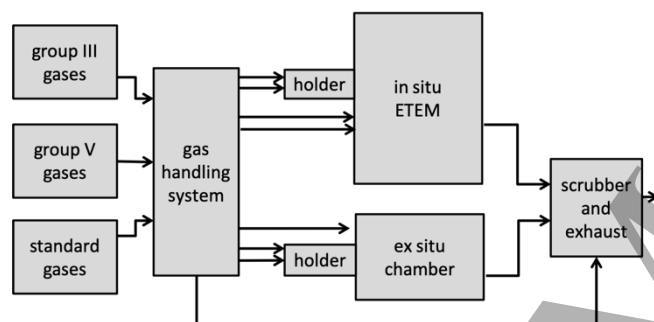 group III
gases
group V
gases
standard
gases
gas
handling
system
holder
in situ
ETEM
holder
ex situ
chamber
scrubber
and
exhaust